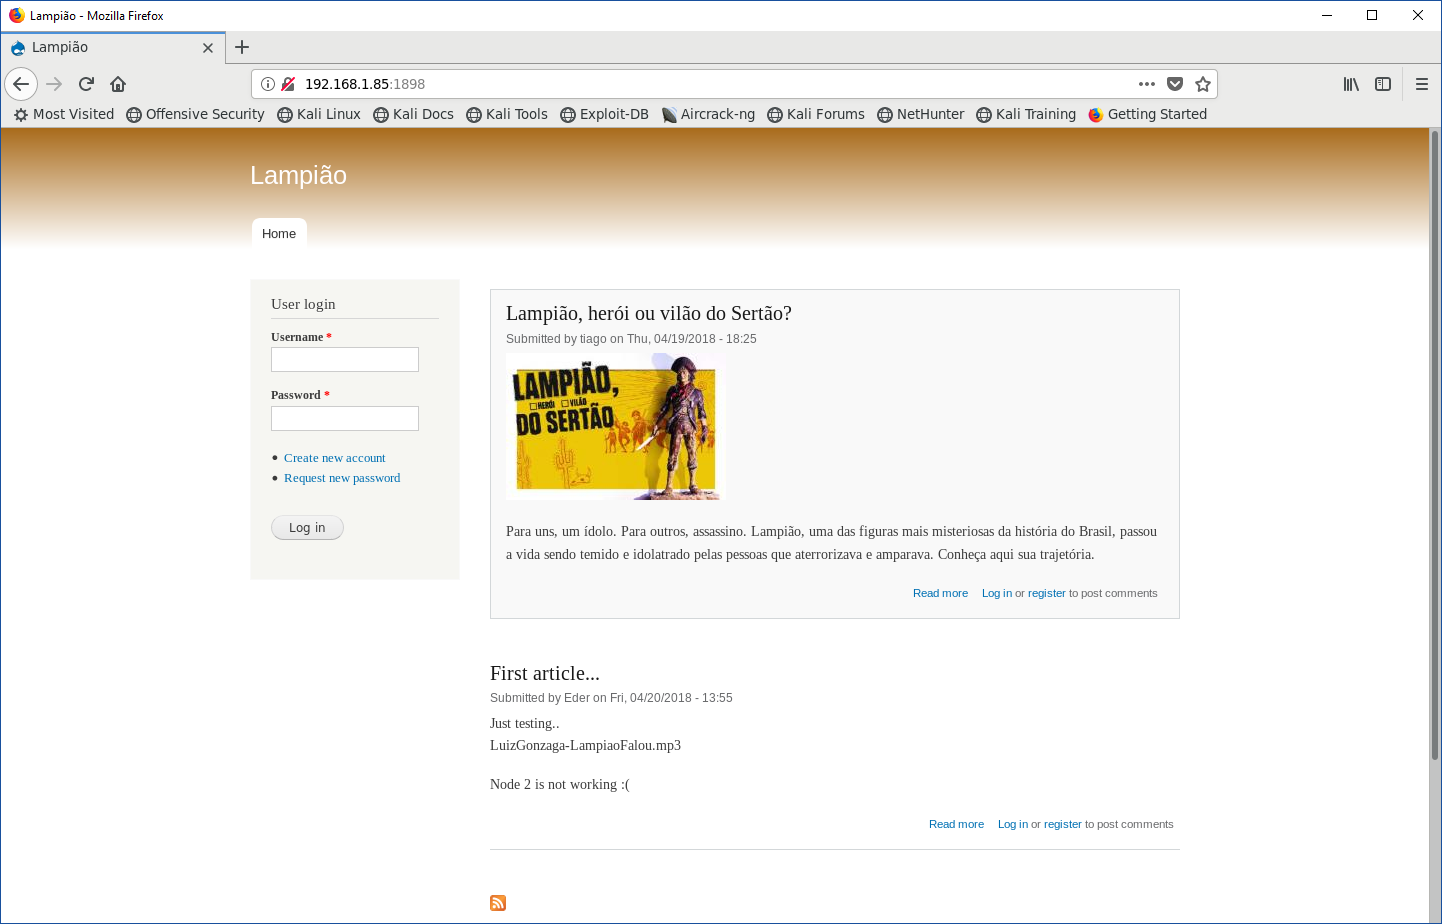 Lampião - Mozilla Firefox
Lampião
192.168.1.85:1898
Most Visited Offensive Security Kali Linux Kali Docs Kali Tools Exploit-DB Aircrack-ng Kali Forums NetHunter Kali Training Getting Started
Lampião
Home
User login
Username *
Password *
Create new account
Request new password
Log in
Lampião, herói ou vilão do Sertão?
Submitted by tiago on Thu, 04/19/2018 - 18:25
LAMPIÃO,
HERÓI VILÃO
DO SERTÃO
Para uns, um ídolo. Para outros, assassino. Lampião, uma das figuras mais misteriosas da história do Brasil, passou
a vida sendo temido e idolatrado pelas pessoas que aterrorizava e amparava. Conheça aqui sua trajetória.
Read more Log in or register to post comments
First article...
Submitted by Eder on Fri, 04/20/2018 - 13:55
Just testing..
LuizGonzaga-LampiaoFalou.mp3
Node 2 is not working :(
Read more Log in or register to post comments